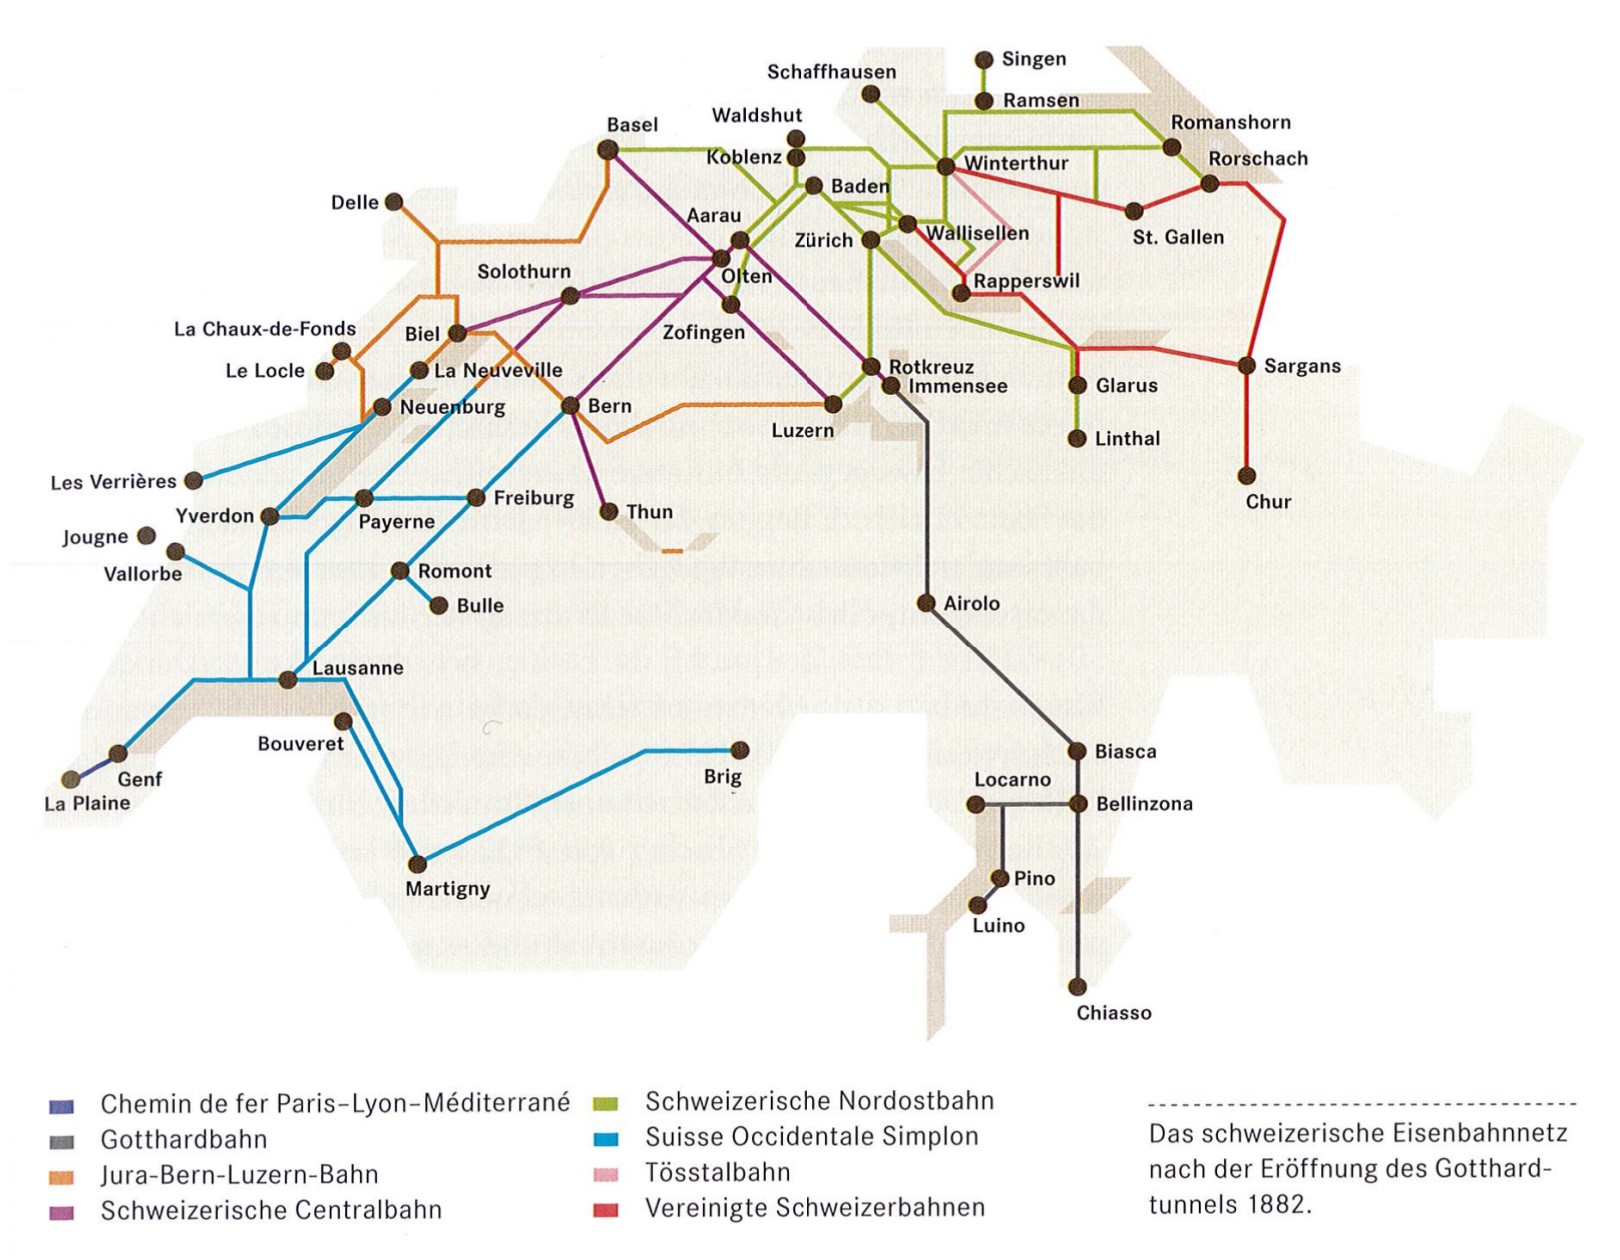 Singen
Schaffhausen
Ramsen
Waldshut
Romanshorn
Basel
Koblenz
Winterthur
Rorschach
Baden
Delle
Aarau
Zürich
Wallisellen
St. Gallen
Solothurn
Olten
Rapperswil
La Chaux-de-Fonds
Biel
Zofingen
Le Locle
La Neuveville
Rotkreuz
Immensee
Glarus
Sargans
Neuenburg
Bern
Luzern
Linthal
Les Verrières
Freiburg
Chur
Yverdon
Payerne
Thun
Jougne
Vallorbe
Romont
Bulle
Airolo
Lausanne
Bouveret
Biasca
Genf
Brig
Locarno
La Plaine
Bellinzona
Martigny
Pino
Luino
Chiasso
Chemin de fer Paris–Lyon–Méditerrané
Gotthardbahn
Jura-Bern-Luzern-Bahn
Schweizerische Centralbahn
Schweizerische Nordostbahn
Suisse Occidentale Simplon
Tösstalbahn
Vereinigte Schweizerbahnen
Das schweizerische Eisenbahnnetz
nach der Eröffnung des Gotthard-
tunnels 1882.